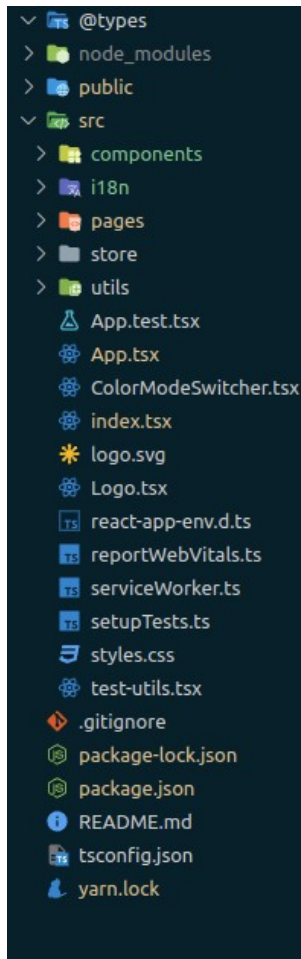 @types
node_modules
public
src
components
i18n
pages
store
utils
App.test.tsx
App.tsx
ColorModeSwitcher.tsx
index.tsx
logo.svg
Logo.tsx
react-app-env.d.ts
reportWebVitals.ts
serviceWorker.ts
setupTests.ts
styles.css
test-utils.tsx
.gitignore
package-lock.json
package.json
README.md
tsconfig.json
yarn.lock